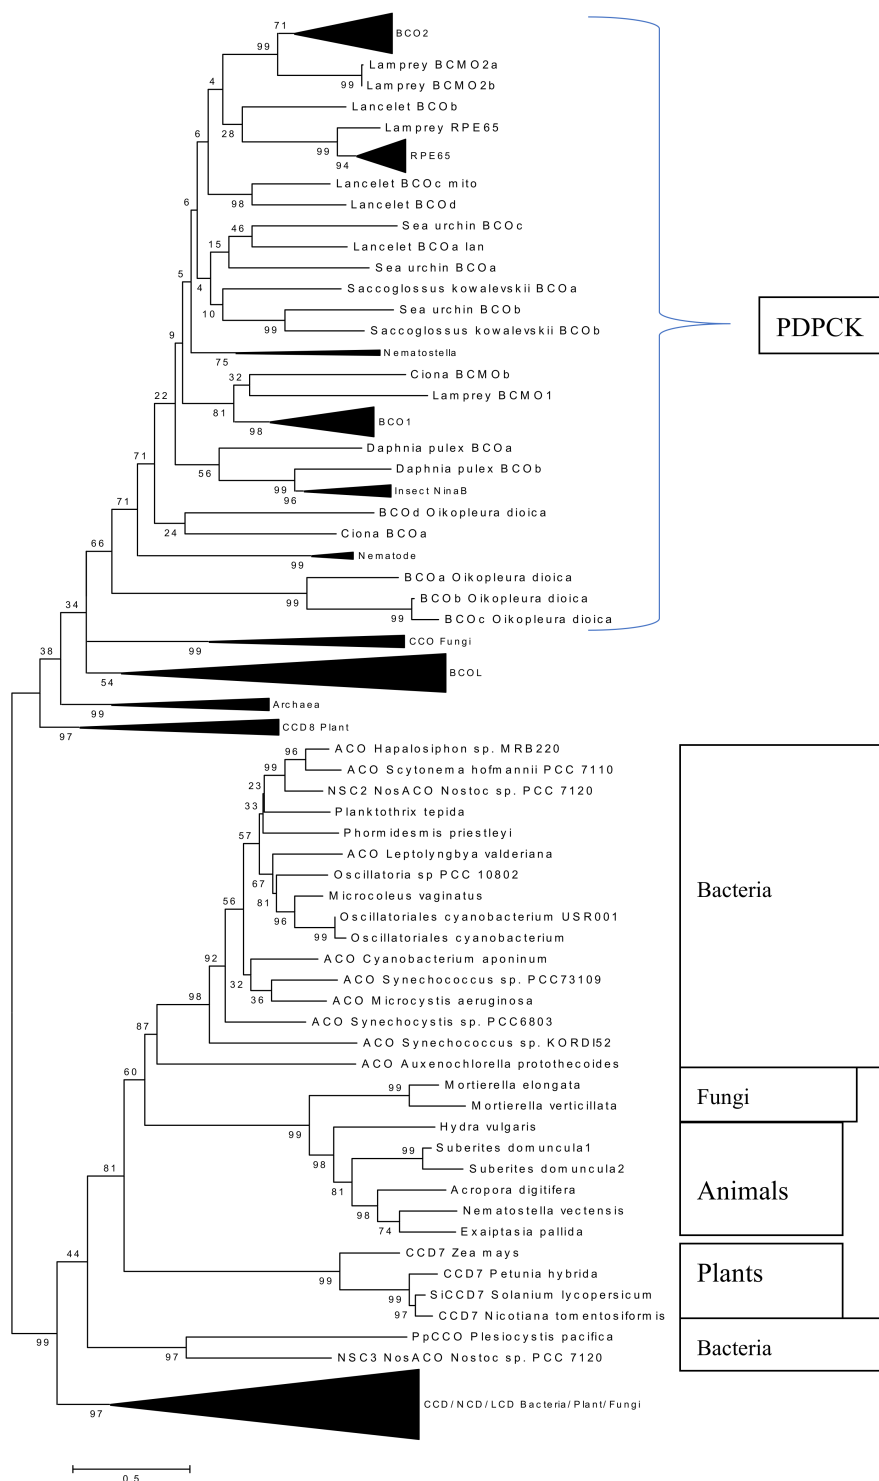 71
BCO2
99
Lamprey BCMO2a
99
Lamprey BCMO2b
4
Lancelet BCOb
28
Lamprey RPE65
99
RPE65
94
6
Lancelet BCOc mito
98
Lancelet BCOd
6
Sea urchin BCOc
46
Lancelet BCOa lan
15
Sea urchin BCOa
4
Saccoglossus kowalevskii BCOa
10
Sea urchin BCOb
99
Saccoglossus kowalevskii BCOb
5
Nematostella
75
PDPCK
9
Ciona BCMOb
32
Lamprey BCMO1
81
BCO1
98
22
Daphnia pulex BCOa
56
Daphnia pulex BCOb
99
Insect NinaB
96
71
BCOd Oikopleura dioica
24
Ciona BCOa
71
Nematode
99
66
BCOa Oikopleura dioica
99
BCOb Oikopleura dioica
99
BCOc Oikopleura dioica
34
CCO Fungi
99
BCOL
54
38
Archaea
99
CCD8 Plant
97
ACO Hapalosiphon sp. MRB220
96
ACO Scytonema hofmannii PCC 7110
99
NSC2 NosACO Nostoc sp. PCC 7120
23
Planktothrix tepida
33
Phormidesmis priestleyi
57
ACO Leptolyngbya valderiana
67
Oscillatoria sp PCC 10802
81
Microcoleus vaginatus
96
Oscillatoriales cyanobacterium USR001
99
Oscillatoriales cyanobacterium
Bacteria
56
ACO Cyanobacterium aponinum
32
ACO Synechococcus sp. PCC73109
36
ACO Microcystis aeruginosa
92
ACO Synechocystis sp. PCC6803
98
ACO Synechococcus sp. KORDI52
87
ACO Auxenochlorella protothecoides
60
Mortierella elongata
99
Mortierella verticillata
Fungi
99
Hydra vulgaris
98
Suberites domuncula1
99
Suberites domuncula2
81
Acropora digitifera
98
Nematostella vectensis
74
Exaiptasia pallida
Animals
81
CCD7 Zea mays
99
CCD7 Petunia hybrida
99
SiCCD7 Solanium lycopersicum
97
CCD7 Nicotiana tomentosiformis
Plants
44
PpCCO Plesiocystis pacifica
97
NSC3 NosACO Nostoc sp. PCC 7120
Bacteria
99
CCD/NCD/LCD Bacteria/Plant/Fungi
97
0.5